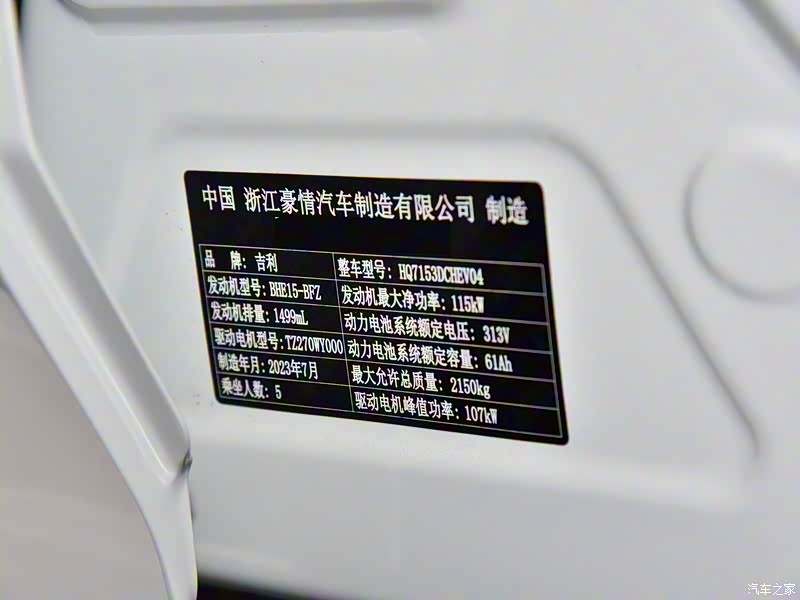 中国 浙江豪情汽车制造有限公司 制造
品 牌: 吉利 整车型号: HQ7153DCHEV04
发动机型号: BHE15-BFZ 发动机最大净功率: 115kW
发动机排量: 1499mL 动力电池系统额定电压: 313V
驱动电机型号: TZ270WY000 动力电池系统额定容量: 61Ah
制造年月: 2023年7月 最大允许总质量: 2150kg
乘坐人数: 5 驱动电机峰值功率: 107kW
汽车之家